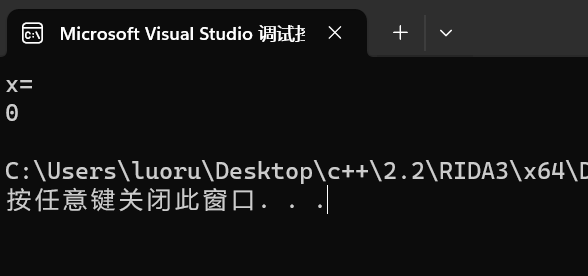 Microsoft Visual Studio 调试
x=
0
C:\Users\luoru\Desktop\c++\2.2\RIDA3\x64\D
按任意键关闭此窗口. . .